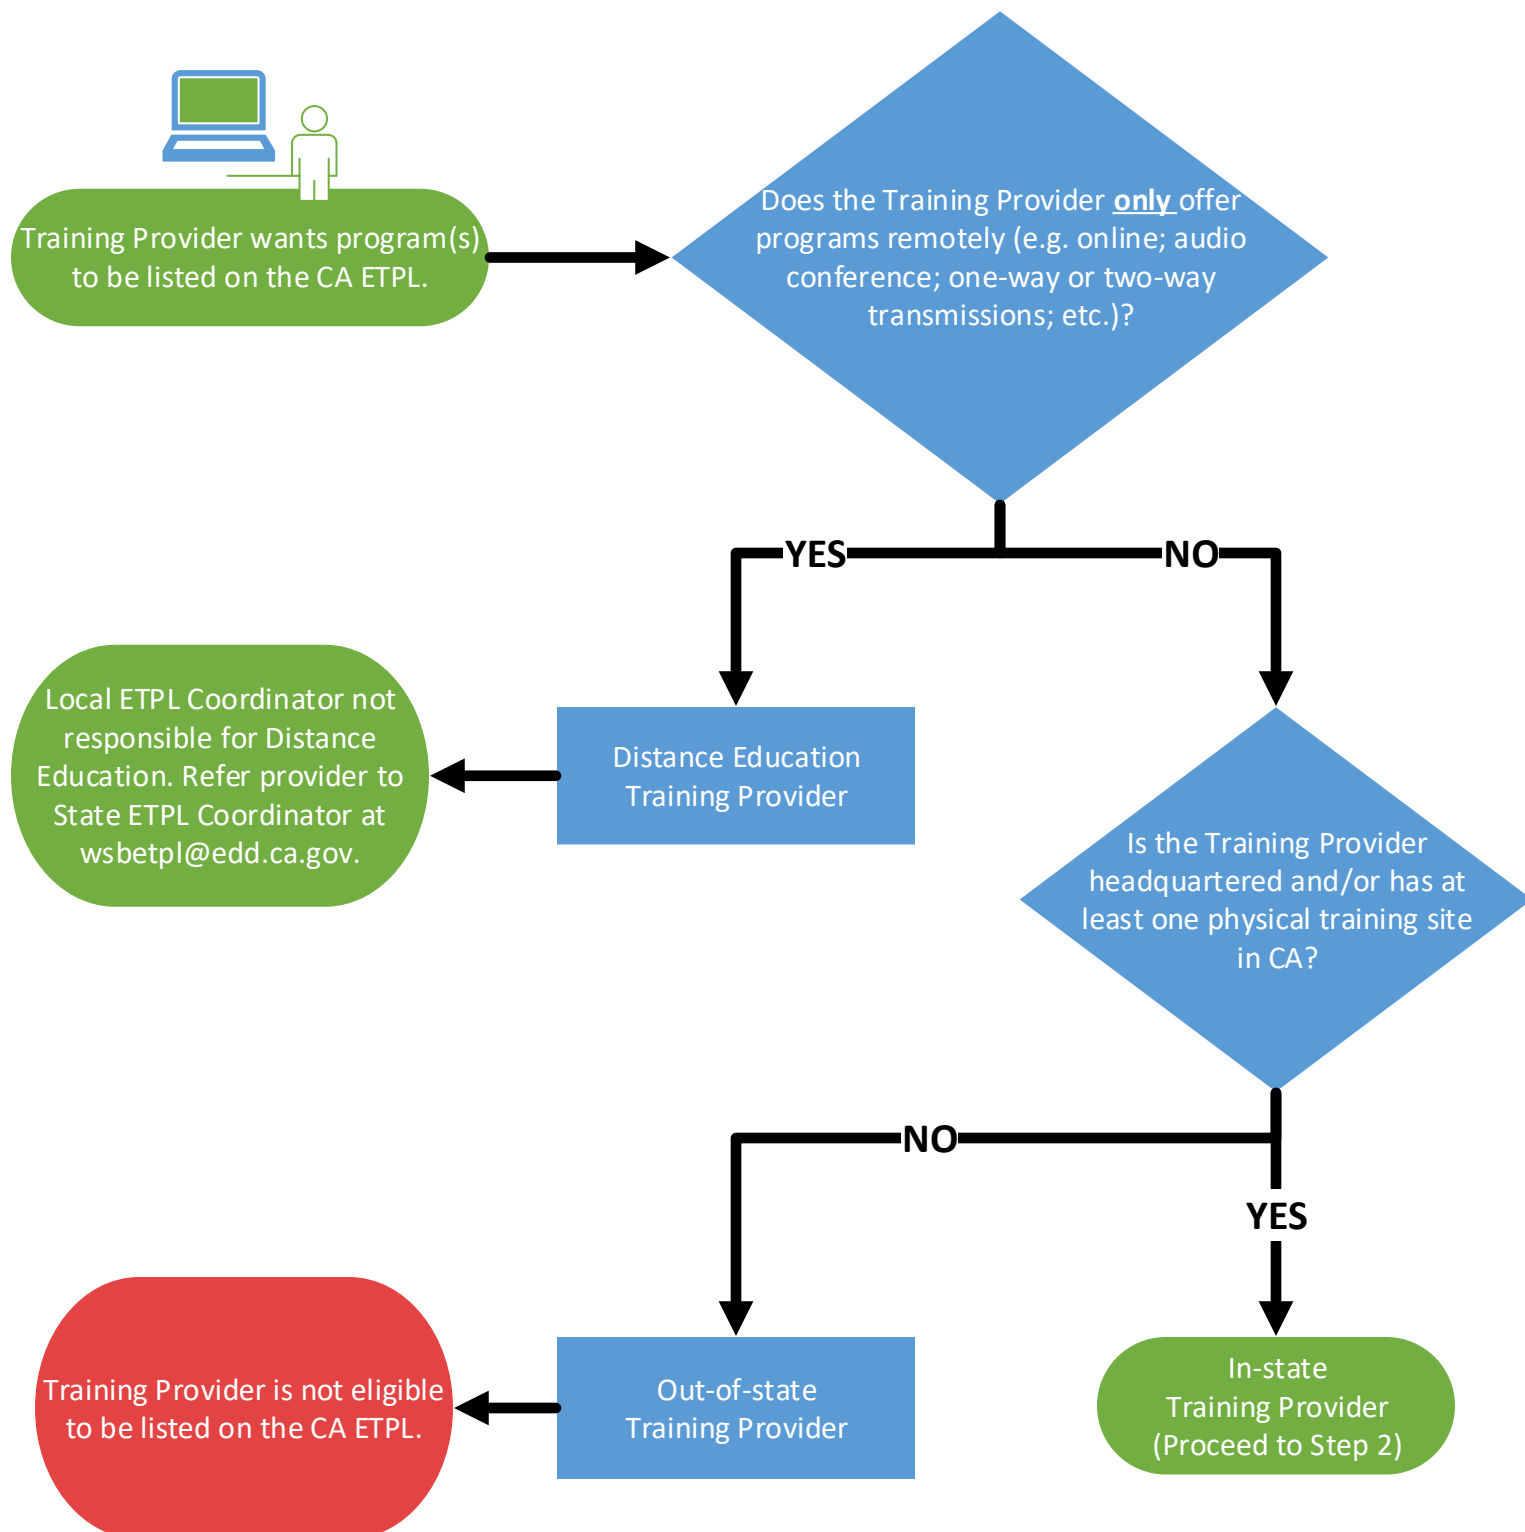 Training Provider wants program(s)
to be listed on the CA ETPL.
Does the Training Provider only offer
programs remotely (e.g. online; audio
conference; one-way or two-way
transmissions; etc.)?
YES
NO
Local ETPL Coordinator not
responsible for Distance
Education. Refer provider to
State ETPL Coordinator at
wsbetpl@edd.ca.gov.
Distance Education
Training Provider
Is the Training Provider
headquartered and/or has at
least one physical training site
in CA?
NO
YES
Training Provider is not eligible
to be listed on the CA ETPL.
Out-of-state
Training Provider
In-state
Training Provider
(Proceed to Step 2)